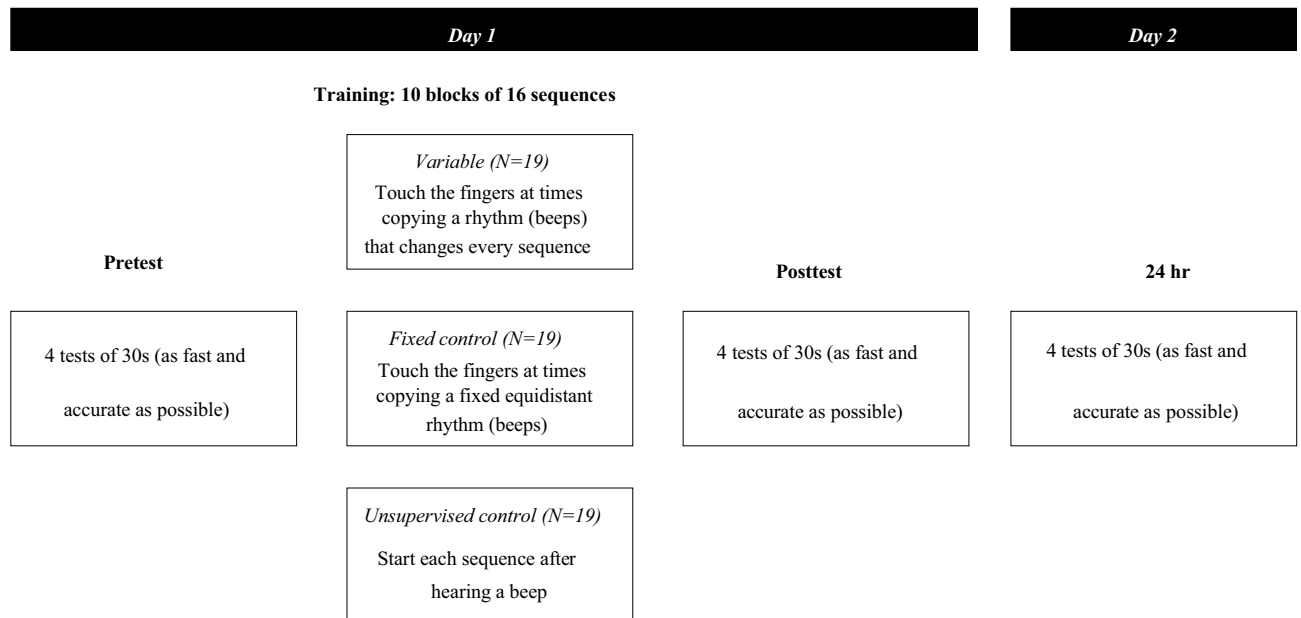 Day 1
Day 2
Training: 10 blocks of 16 sequences
Variable (N=19)
Touch the fingers at times
copying a rhythm (beeps)
that changes every sequence
Pretest
Posttest
24 hr
4 tests of 30s (as fast and
accurate as possible)
Fixed control (N=19)
Touch the fingers at times
copying a fixed equidistant
rhythm (beeps)
4 tests of 30s (as fast and
accurate as possible)
4 tests of 30s (as fast and
accurate as possible)
Unsupervised control (N=19)
Start each sequence after
hearing a beep